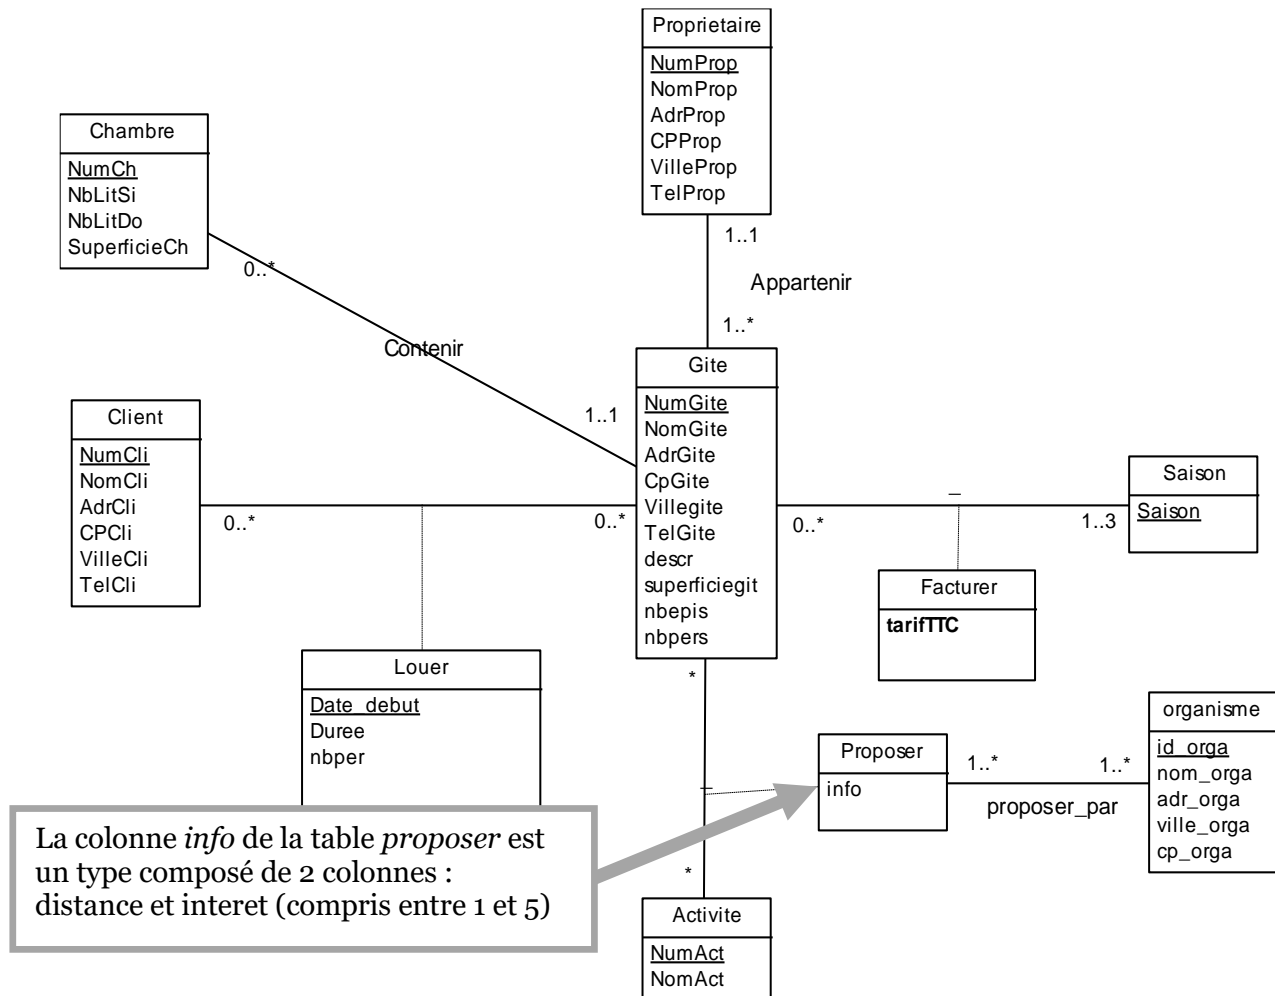 Proprietaire
NumProp
NomProp
AdrProp
CPProp
VilleProp
TelProp
Chambre
NumCh
NbLitSi
NbLitDo
SuperficieCh
0..*
1..1
Appartenir
1..*
Contenir
1..1
Gite
NumGite
NomGite
AdrGite
CpGite
Villegite
TelGite
descr
superficiegit
nbepis
nbpers
Client
NumCli
NomCli
AdrCli
CPCli
VilleCli
TelCli
0..*
0..*
0..*
1..3
Saison
Saison
Facturer
tarifTTC
Louer
Date_debut
Duree
nbper
*
Proposer
info
1..*
1..*
proposer_par
organisme
id_orga
nom_orga
adr_orga
ville_orga
cp_orga
La colonne info de la table proposer est
un type composé de 2 colonnes :
distance et interet (compris entre 1 et 5)
*
Activite
NumAct
NomAct